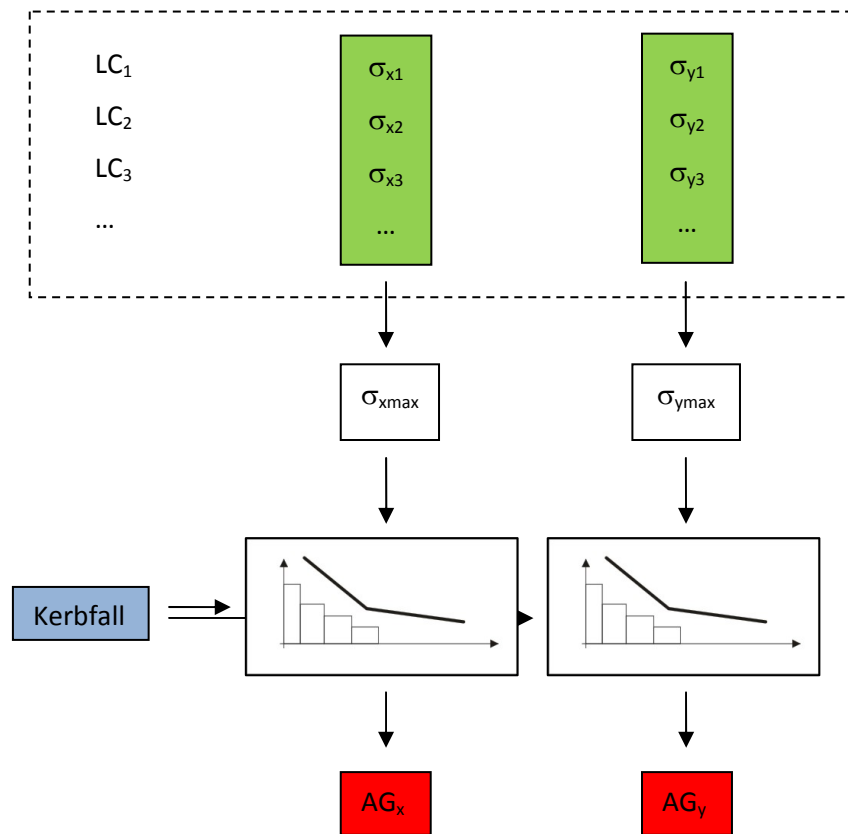 LC₁ σx1 σy1
LC₂ σx2 σy2
LC₃ σx3 σy3
... ... ...
σxmax σymax
Kerbfall
AGx AGy